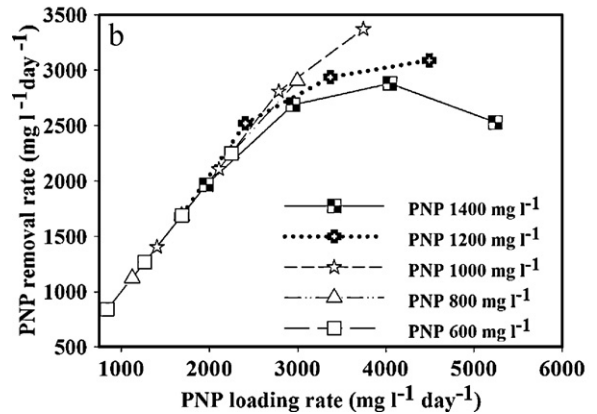 b
PNP removal rate (mg l⁻¹ day ⁻¹)
3500
3000
2500
2000
1500
1000
500
PNP 1400 mg l⁻¹
PNP 1200 mg l⁻¹
PNP 1000 mg l⁻¹
PNP 800 mg l⁻¹
PNP 600 mg l⁻¹
1000 2000 3000 4000 5000 6000
PNP loading rate (mg l⁻¹ day⁻¹)